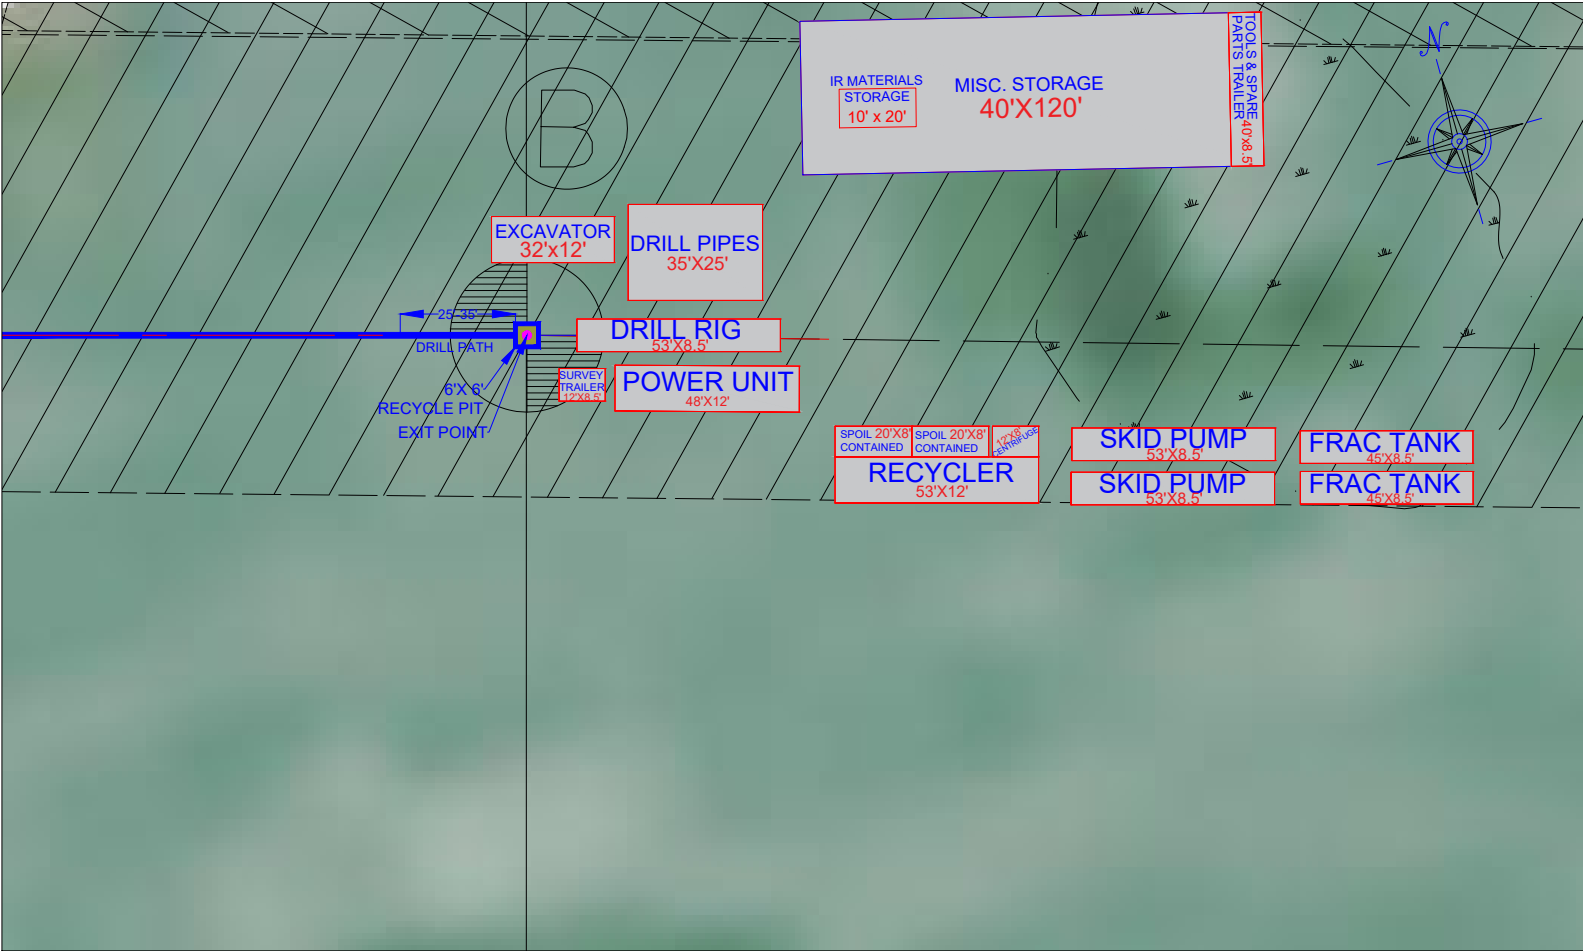 N
TOOLS & SPARE
PARTS TRAILER
40'x8.5'
IR MATERIALS
STORAGE
10' x 20'
MISC. STORAGE
40'X120'
B
EXCAVATOR
32'x12'
DRILL PIPES
35'X25'
25-35'
DRILL PATH
DRILL RIG
53'X8.5'
6'X 6'
RECYCLE PIT
EXIT POINT
SURVEY
TRAILER
12'X8.5'
POWER UNIT
48'X12'
SPOIL 20'X8'
CONTAINED
SPOIL 20'X8'
CONTAINED
12'X8'
CENTRIFUGE
RECYCLER
53'X12'
SKID PUMP
53'X8.5'
FRAC TANK
45'X8.5'
SKID PUMP
53'X8.5'
FRAC TANK
45'X8.5'